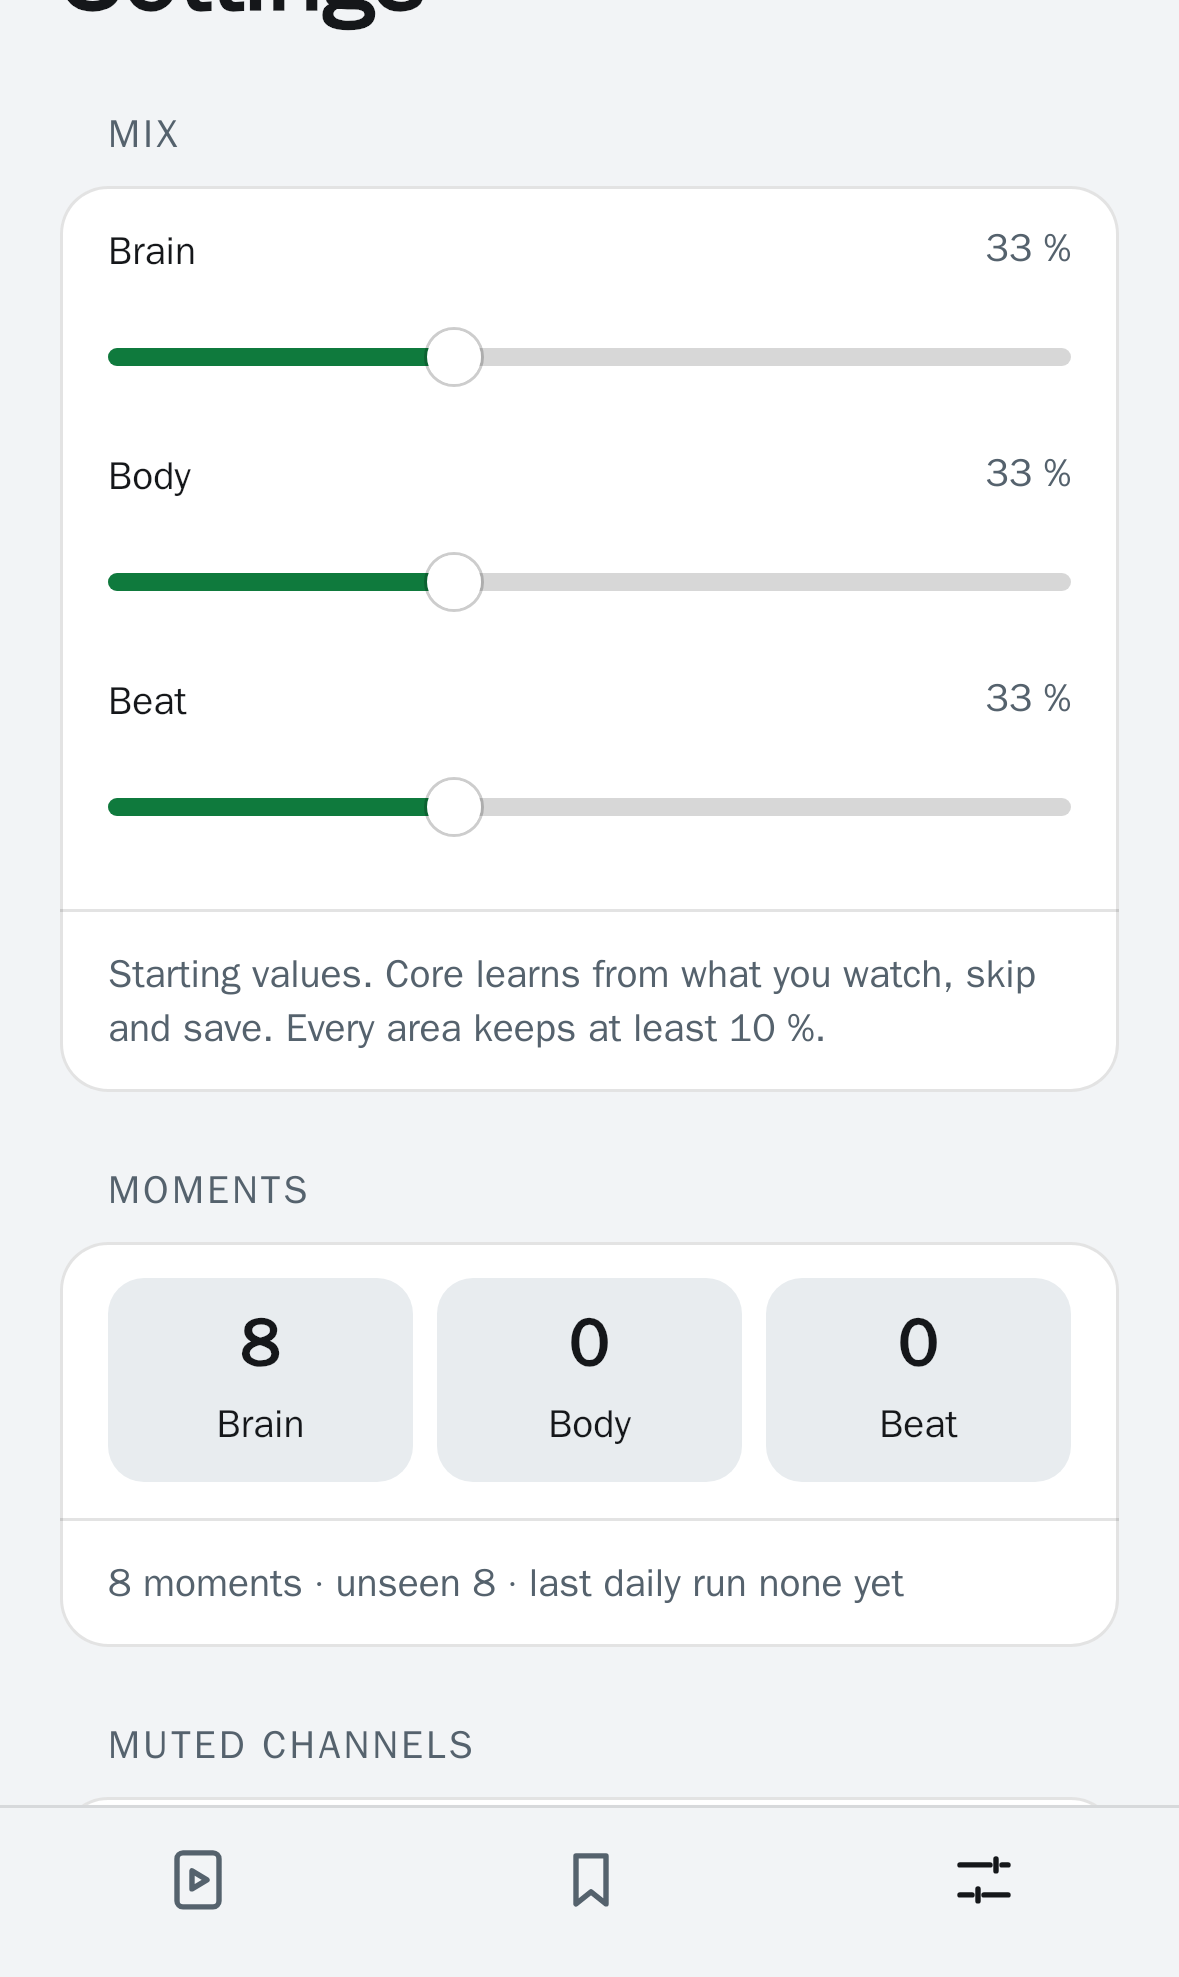 Settings
MIX
Brain 33 %
Body 33 %
Beat 33 %
Starting values. Core learns from what you watch, skip
and save. Every area keeps at least 10 %.
MOMENTS
8 0 0
Brain Body Beat
8 moments · unseen 8 · last daily run none yet
MUTED CHANNELS